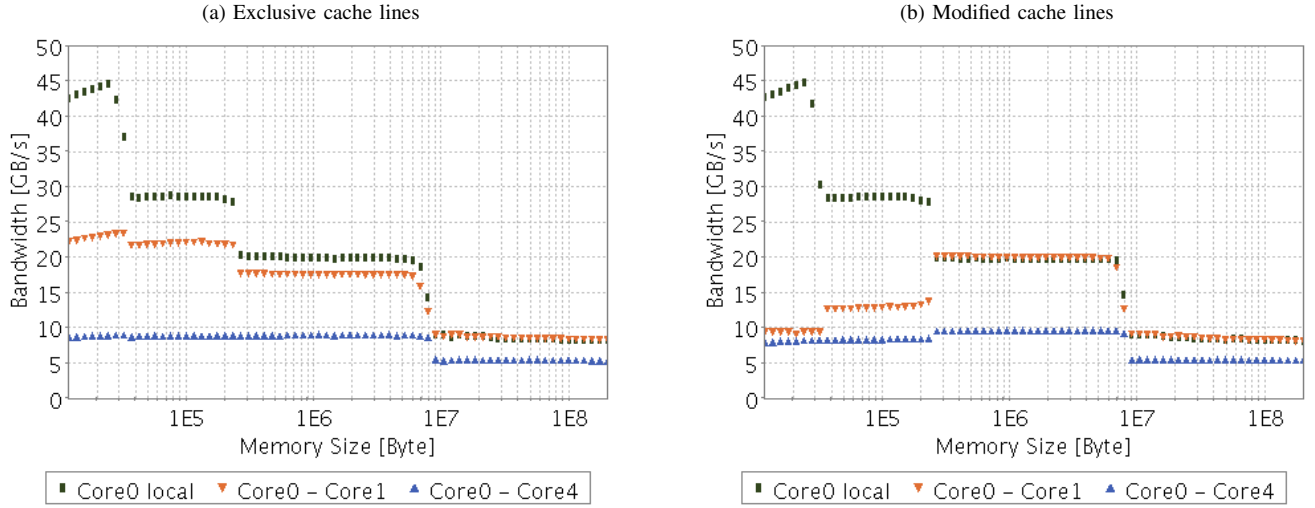 (a) Exclusive cache lines
Bandwidth [GB/s]
50
45
40
35
30
25
20
15
10
5
0
1E5 1E6 1E7 1E8
Memory Size [Byte]
Core0 local Core0 – Core1 Core0 – Core4
(b) Modified cache lines
Bandwidth [GB/s]
50
45
40
35
30
25
20
15
10
5
0
1E5 1E6 1E7 1E8
Memory Size [Byte]
Core0 local Core0 – Core1 Core0 – Core4